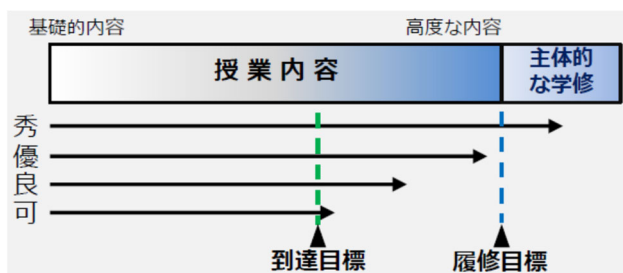 基礎的内容
高度な内容
授業内容
主体的
な学修
秀
優
良
可
到達目標
履修目標